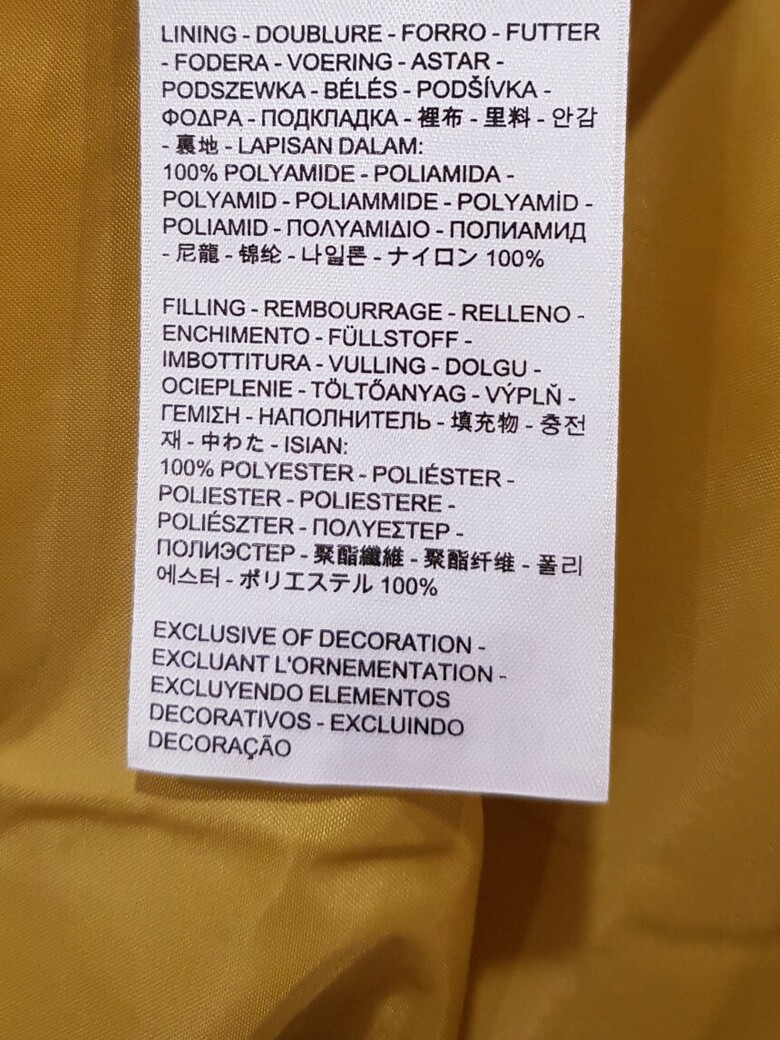 LINING - DOUBLURE - FORRO - FUTTER
- FODERA - VOERING - ASTAR -
PODSZEWKA - BÉLÉS - PODŠÍVKA -
ΦΟΔΡΑ - ПОДКЛАДКА - 裡布 - 里料 - 안감
- 裏地 - LAPISAN DALAM:
100% POLYAMIDE - POLIAMIDA -
POLYAMID - POLIAMMIDE - POLYAMİD -
POLIAMID - ΠΟΛΥΑΜΙΔΙΟ - ПОЛИАМИД
- 尼龍 - 锦纶 - 나일론 - ナイロン 100%
FILLING - REMBOURRAGE - RELLENO -
ENCHIMENTO - FÜLLSTOFF -
IMBOTTITURA - VULLING - DOLGU -
OCIEPLENIE - TÖLTŐANYAG - VÝPLŇ -
ΓΕΜΙΣΗ - НАПОЛНИТЕЛЬ - 填充物 - 충전
재 - 中わた - ISIAN:
100% POLYESTER - POLIÉSTER -
POLIESTER - POLIESTERE -
POLIÉSZTER - ΠΟΛΥΕΣΤΕΡ -
ПОЛИЭСТЕР - 聚酯纖維 - 聚酯纤维 - 폴리
에스터 - ポリエステル 100%
EXCLUSIVE OF DECORATION -
EXCLUANT L'ORNEMENTATION -
EXCLUYENDO ELEMENTOS
DECORATIVOS - EXCLUINDO
DECORAÇÃO